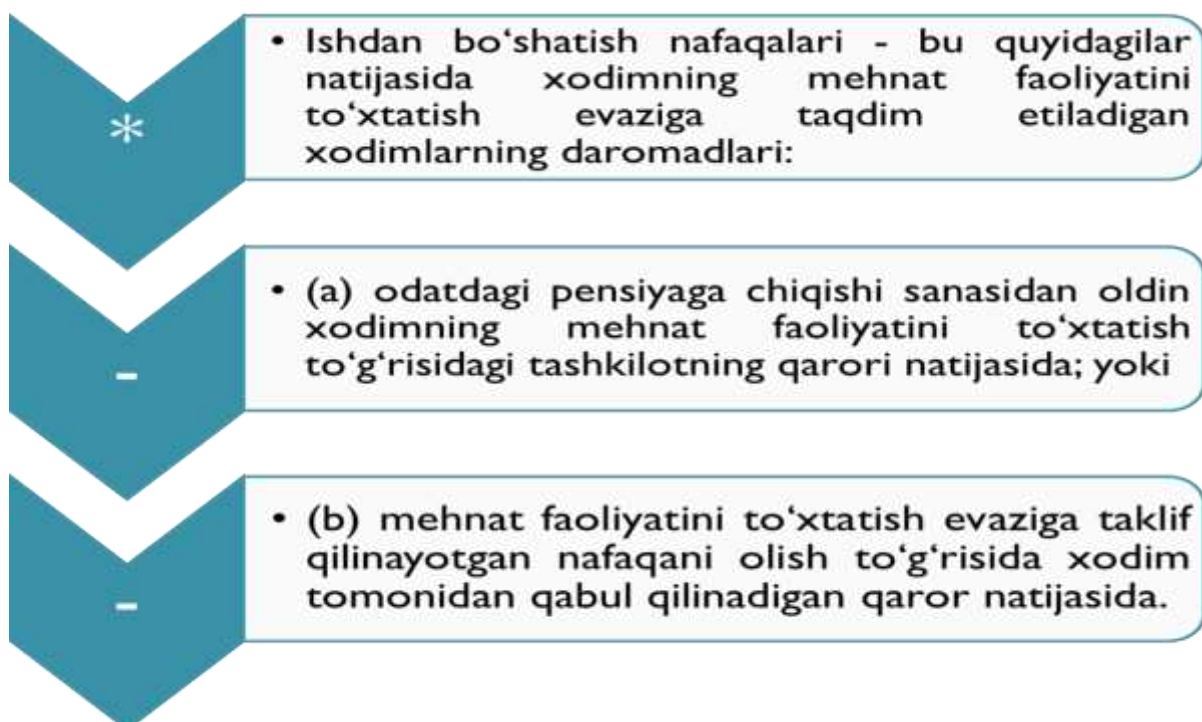 *
• Ishdan bo‘shatish nafaqalari - bu quyidagilar
natijasida xodimning mehnat faoliyatini
to‘xtatish evaziga taqdim etiladigan
xodimlarning daromadlari:
-
• (a) odatdagi pensiyaga chiqishi sanasidan oldin
xodimning mehnat faoliyatini to‘xtatish
to‘g‘risidagi tashkilotning qarori natijasida; yoki
-
• (b) mehnat faoliyatini to‘xtatish evaziga taklif
qilinayotgan nafaqani olish to‘g‘risida xodim
tomonidan qabul qilinadigan qaror natijasida.